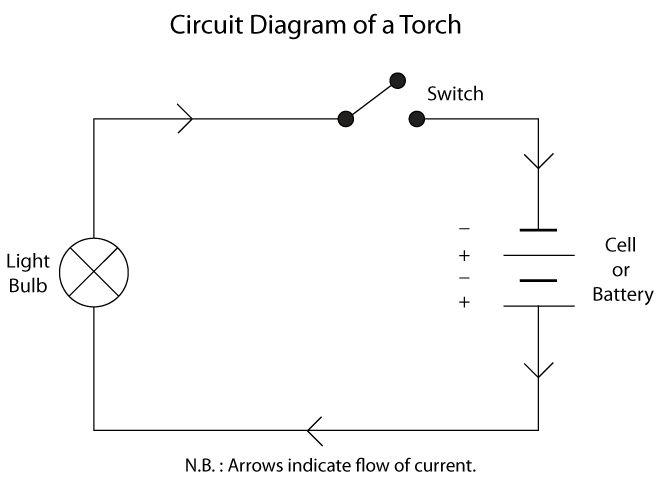 Circuit Diagram of a Torch
Switch
−
+
−
+
Cell
or
Battery
Light
Bulb
N.B. : Arrows indicate flow of current.